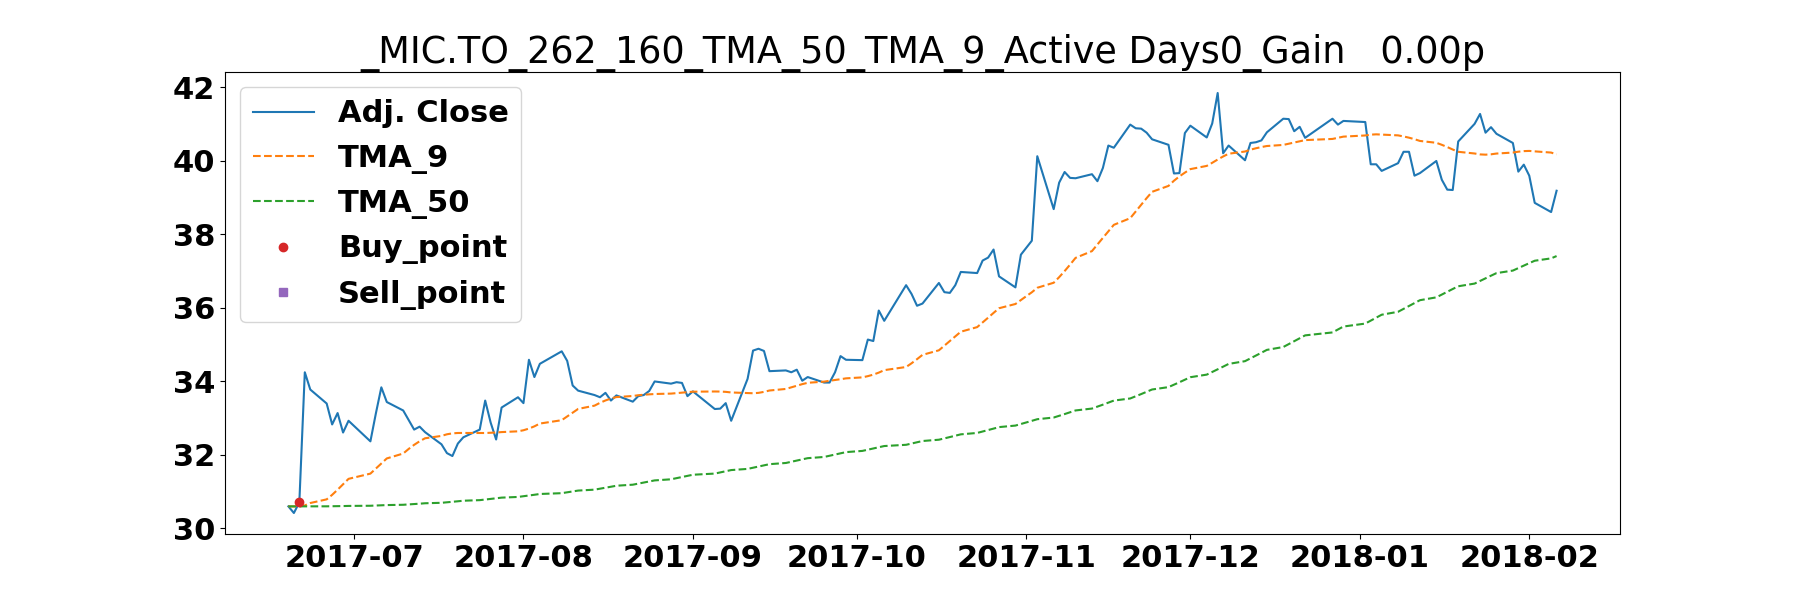 _MIC.TO_262_160_TMA_50_TMA_9_Active Days0_Gain   0.00p
Adj. Close
TMA_9
TMA_50
Buy_point
Sell_point
42
40
38
36
34
32
30
2017-07 2017-08 2017-09 2017-10 2017-11 2017-12 2018-01 2018-02